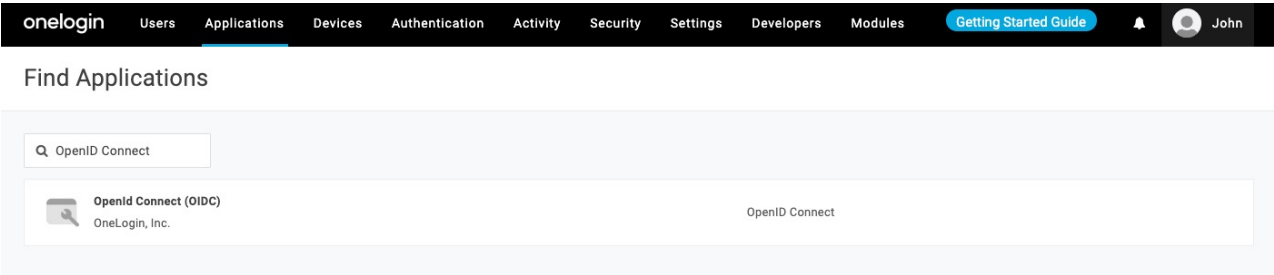 onelogin Users Applications Devices Authentication Activity Security Settings Developers Modules Getting Started Guide John
Find Applications
OpenID Connect
OpenId Connect (OIDC)
OpenID Connect
OneLogin, Inc.